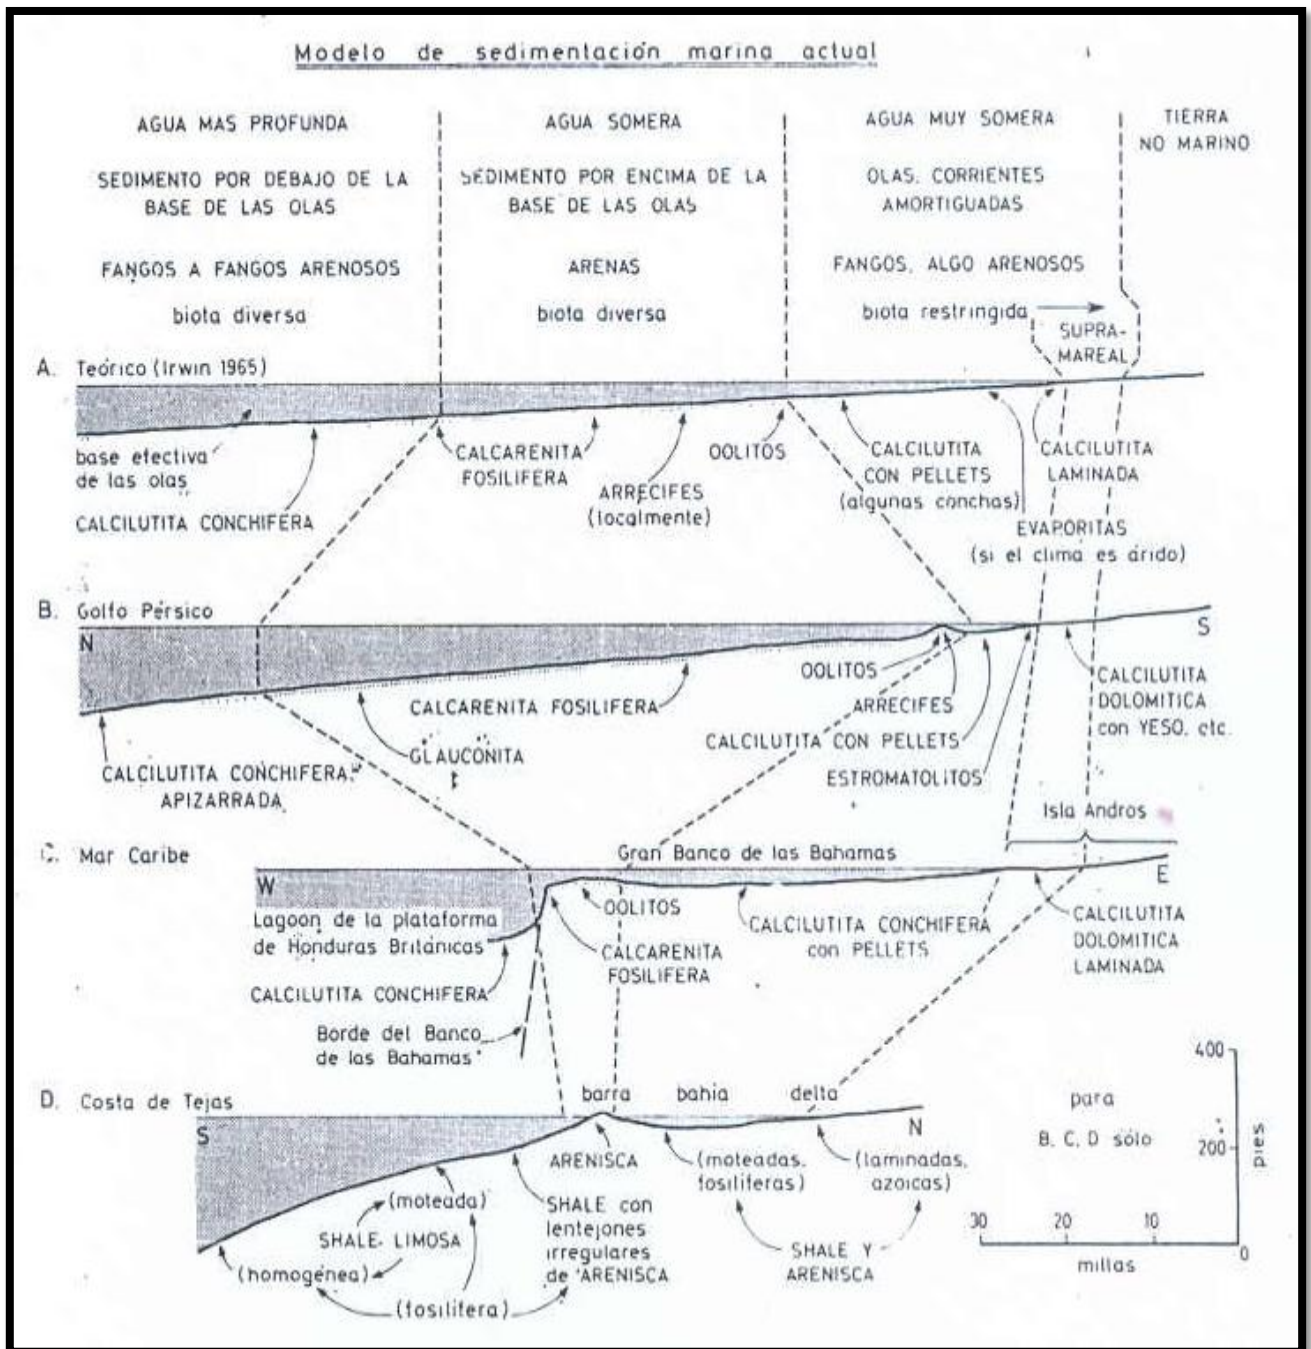 Modelo de sedimentación marina actual
AGUA MAS PROFUNDA
SEDIMENTO POR DEBAJO DE LA
BASE DE LAS OLAS
FANGOS A FANGOS ARENOSOS
biota diversa
AGUA SOMERA
SEDIMENTO POR ENCIMA DE LA
BASE DE LAS OLAS
ARENAS
biota diversa
AGUA MUY SOMERA
OLAS, CORRIENTES
AMORTIGUADAS
FANGOS, ALGO ARENOSOS
biota restringida
SUPRA-
MAREAL
TIERRA
NO MARINO
A. Teórico (Irwin 1965)
base efectiva
de las olas
CALCILUTITA CONCHIFERA
CALCARENITA
FOSILIFERA
ARRECIFES
(localmente)
OOLITOS
CALCILUTITA
CON PELLETS
(algunas conchas)
CALCILUTITA
LAMINADA
EVAPORITAS
(si el clima es árido)
B. Golfo Pérsico
N
S
CALCILUTITA CONCHIFERA,
APIZARRADA
GLAUCONITA
CALCARENITA FOSILIFERA
OOLITOS
ARRECIFES
CALCILUTITA CON PELLETS
ESTROMATOLITOS
CALCILUTITA
DOLOMITICA
con YESO, etc.
C. Mar Caribe
Gran Banco de las Bahamas
Isla Andros
W
E
Lagoon de la plataforma
de Honduras Británicas
CALCILUTITA CONCHIFERA
Borde del Banco
de las Bahamas
OOLITOS
CALCARENITA
FOSILIFERA
CALCILUTITA CONCHIFERA
con PELLETS
CALCILUTITA
DOLOMITICA
LAMINADA
D. Costa de Tejas
barra
bahía
delta
S
N
ARENISCA
(moteada)
SHALE LIMOSA
(homogénea)
(fosilífera)
SHALE con
lentejones
irregulares
de ARENISCA
(moteadas,
fosilíferas)
(laminadas,
azoicas)
SHALE Y
ARENISCA
para
B, C, D sólo
400
200
0
pies
30
20
10
millas